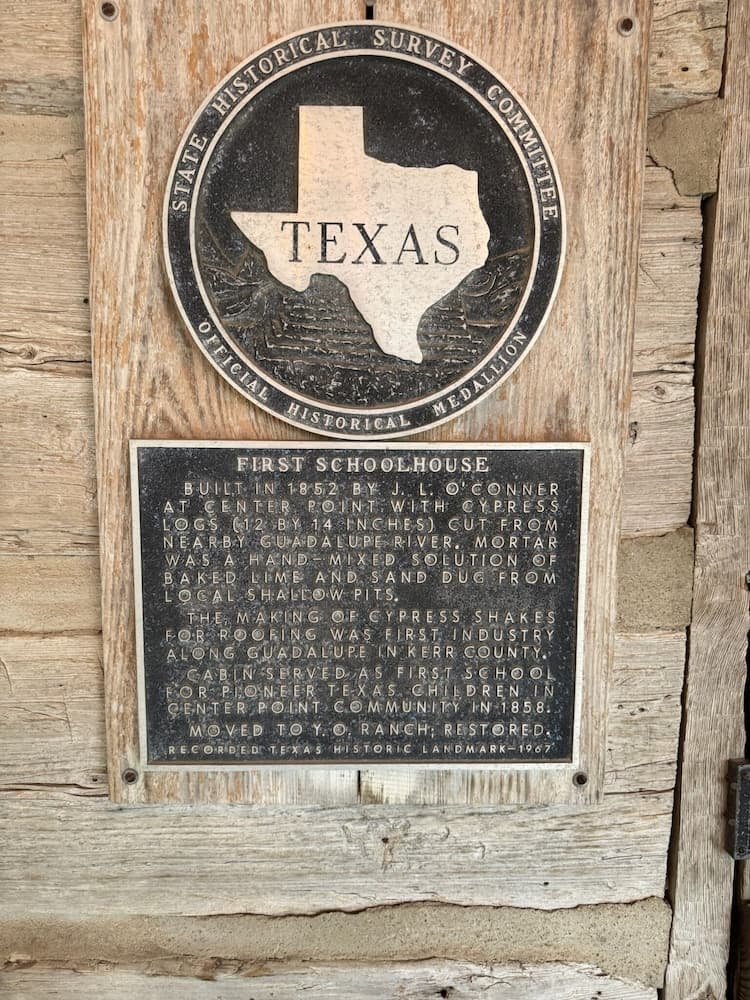 STATE HISTORICAL SURVEY COMMITTEE
TEXAS
OFFICIAL HISTORICAL MEDALLION
FIRST SCHOOLHOUSE
BUILT IN 1852 BY J. L. O'CONNER
AT CENTER POINT WITH CYPRESS
LOGS (12 BY 14 INCHES) CUT FROM
NEARBY GUADALUPE RIVER. MORTAR
WAS A HAND-MIXED SOLUTION OF
BAKED LIME AND SAND DUG FROM
LOCAL SHALLOW PITS.
THE MAKING OF CYPRESS SHAKES
FOR ROOFING WAS FIRST INDUSTRY
ALONG GUADALUPE IN KERR COUNTY.
CABIN SERVED AS FIRST SCHOOL
FOR PIONEER TEXAS CHILDREN IN
CENTER POINT COMMUNITY IN 1858.
MOVED TO Y. O. RANCH; RESTORED.
RECORDED TEXAS HISTORIC LANDMARK-1967